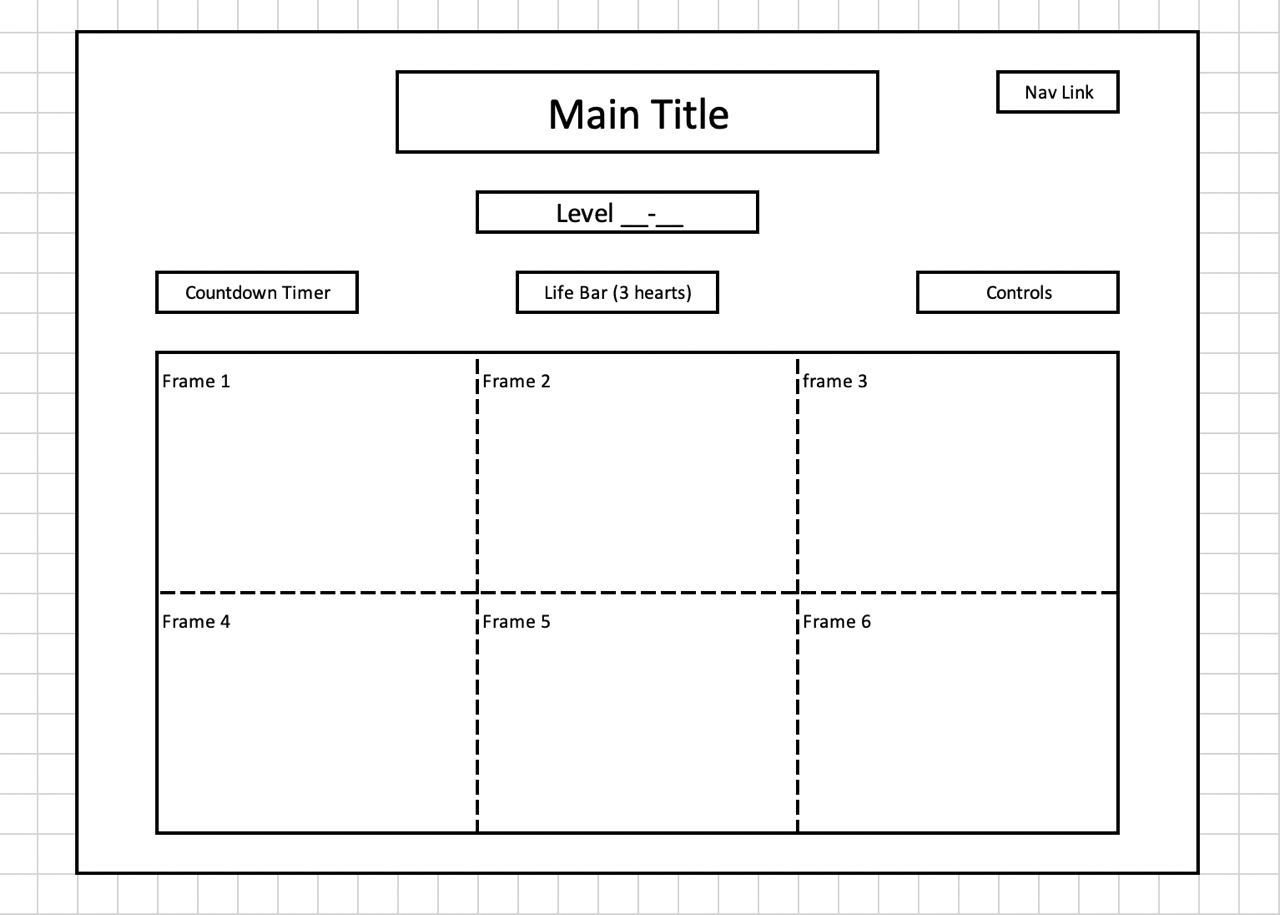 Main Title
Nav Link
Level __-__
Countdown Timer
Life Bar (3 hearts)
Controls
Frame 1
Frame 2
frame 3
Frame 4
Frame 5
Frame 6